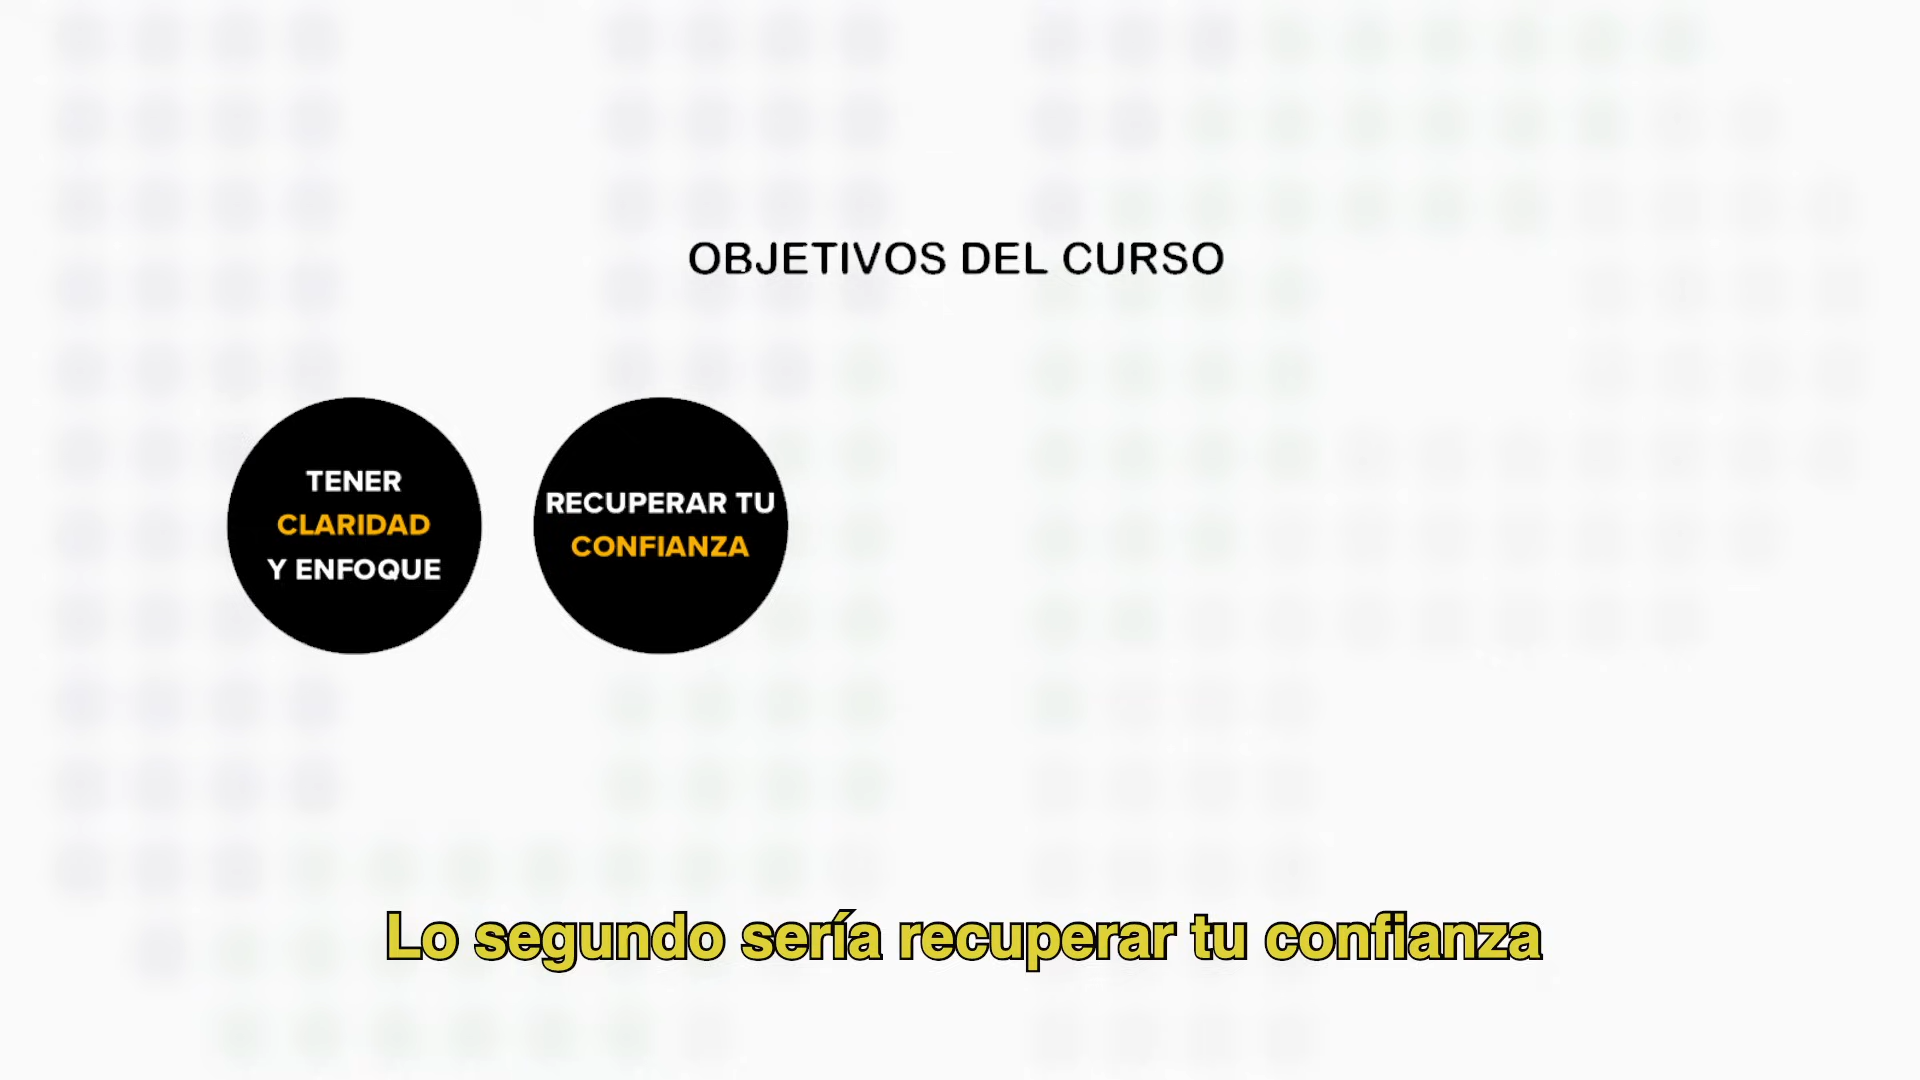 OBJETIVOS DEL CURSO
TENER
CLARIDAD
Y ENFOQUE
RECUPERAR TU
CONFIANZA
Lo segundo sería recuperar tu confianza